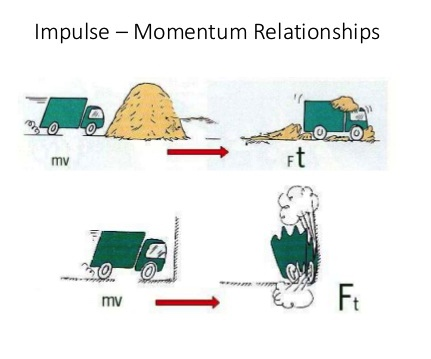 Impulse – Momentum Relationships
mv
Ft
mv
Ft